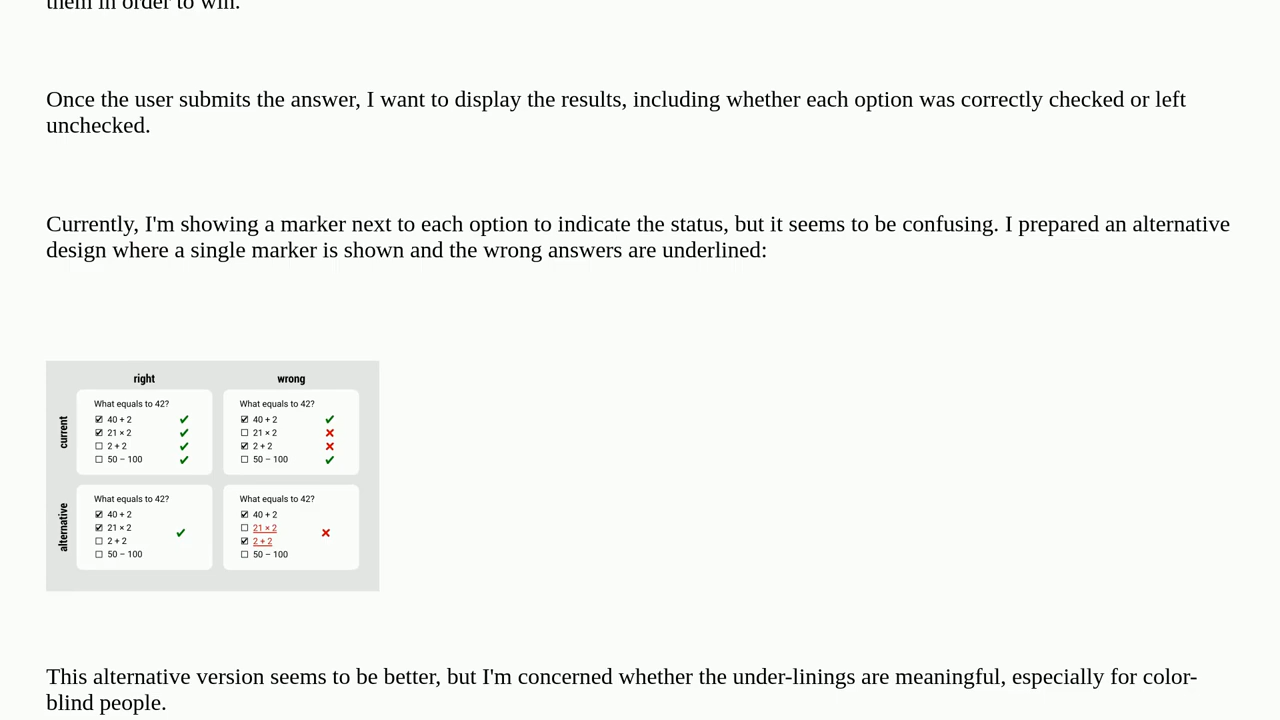 them in order to win.
Once the user submits the answer, I want to display the results, including whether each option was correctly checked or left
unchecked.
Currently, I'm showing a marker next to each option to indicate the status, but it seems to be confusing. I prepared an alternative
design where a single marker is shown and the wrong answers are underlined:
right
wrong
current
What equals to 42?
40 + 2
21 × 2
2 + 2
50 – 100
What equals to 42?
40 + 2
21 × 2
2 + 2
50 – 100
alternative
What equals to 42?
40 + 2
21 × 2
2 + 2
50 – 100
What equals to 42?
40 + 2
21 × 2
2 + 2
50 – 100
This alternative version seems to be better, but I'm concerned whether the under-linings are meaningful, especially for color-
blind people.